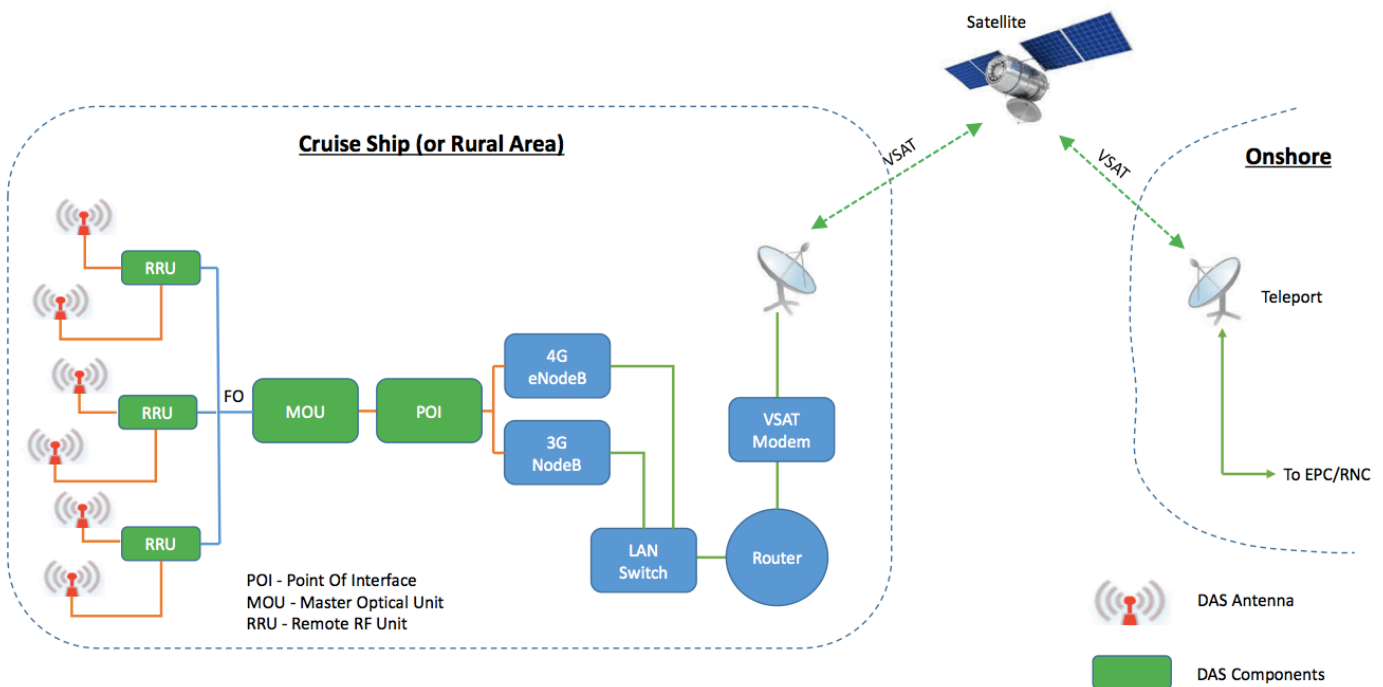 Satellite
Cruise Ship (or Rural Area)
VSAT
VSAT
Onshore
RRU
Teleport
4G
eNodeB
FO
RRU
MOU
POI
VSAT
Modem
3G
NodeB
To EPC/RNC
RRU
LAN
Switch
Router
POI - Point Of Interface
MOU - Master Optical Unit
RRU - Remote RF Unit
DAS Antenna
DAS Components